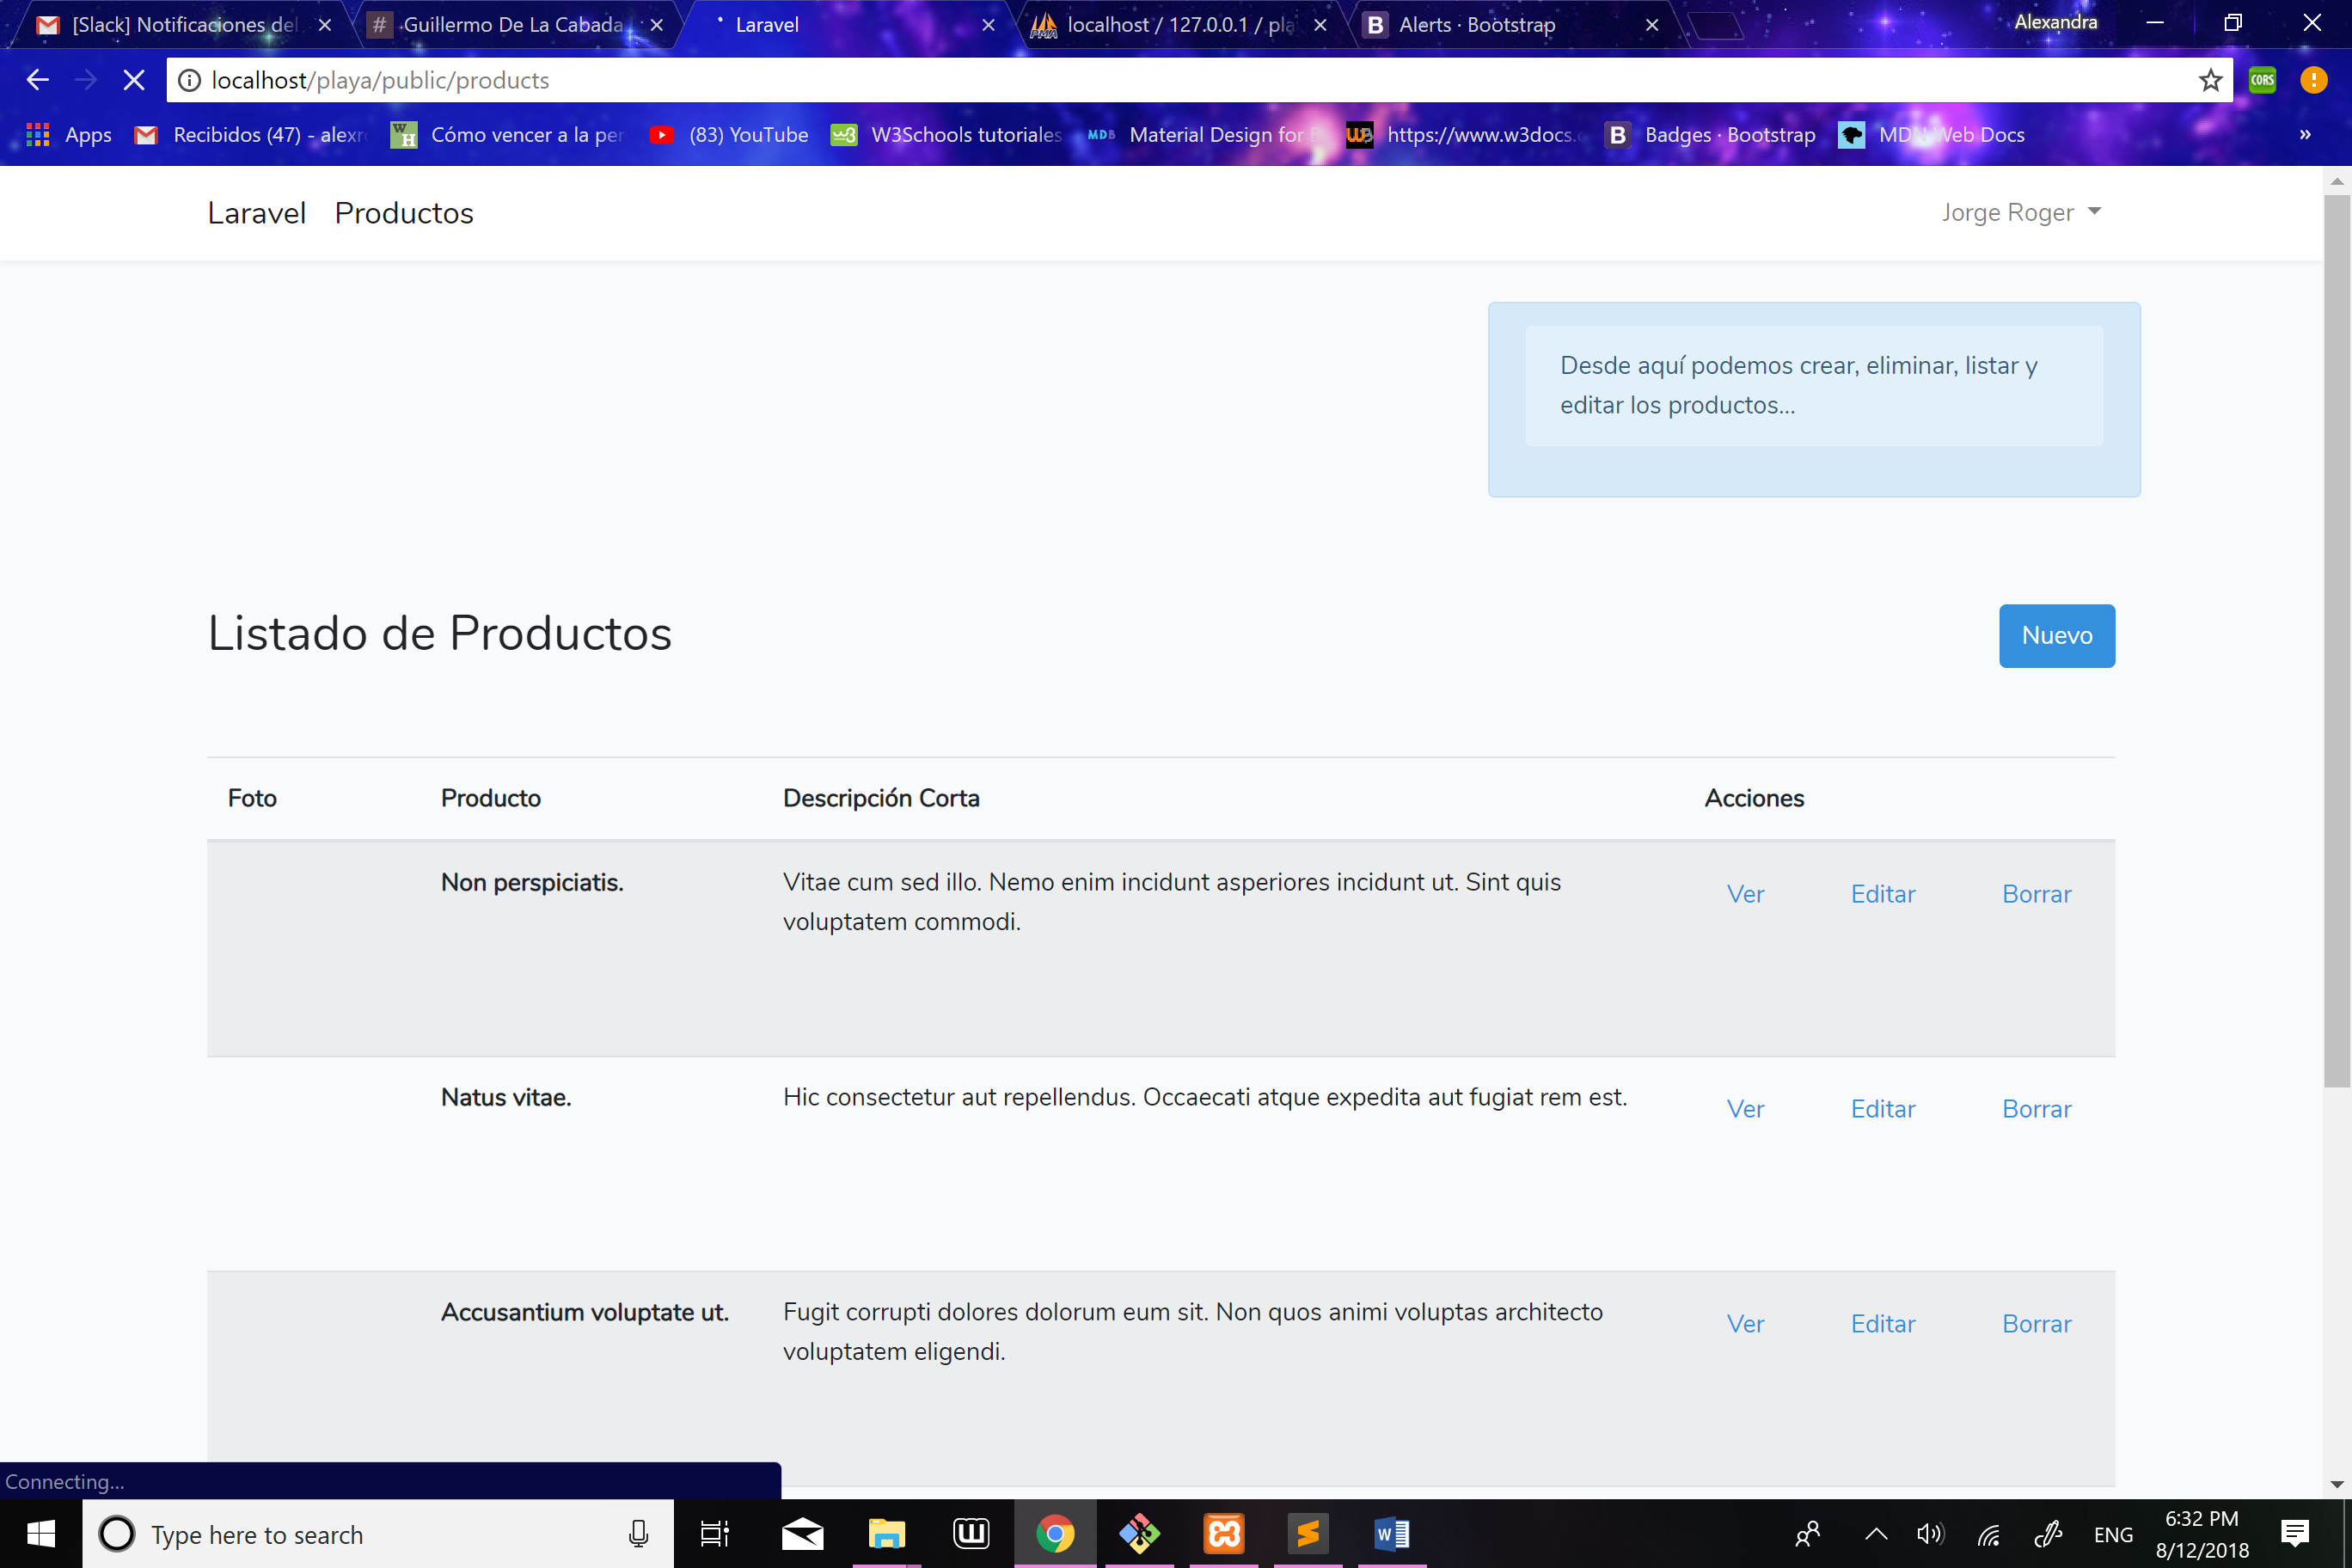 [Slack] Notificaciones del
# Guillermo De La Cabada
Laravel
localhost / 127.0.0.1 / pla
B Alerts · Bootstrap
Alexandra
localhost/playa/public/products
CORS
Apps
Recibidos (47) - alexr
Cómo vencer a la per
(83) YouTube
W3Schools tutoriales
MDB Material Design for B
https://www.w3docs.c
B Badges · Bootstrap
MDN Web Docs
»
Laravel Productos
Jorge Roger
Desde aquí podemos crear, eliminar, listar y
editar los productos...
Listado de Productos
Nuevo
Foto Producto Descripción Corta Acciones
Non perspiciatis. Vitae cum sed illo. Nemo enim incidunt asperiores incidunt ut. Sint quis
voluptatem commodi.
Ver Editar Borrar
Natus vitae. Hic consectetur aut repellendus. Occaecati atque expedita aut fugiat rem est.
Ver Editar Borrar
Accusantium voluptate ut. Fugit corrupti dolores dolorum eum sit. Non quos animi voluptas architecto
voluptatem eligendi.
Ver Editar Borrar
Connecting...
Type here to search
ENG
6:32 PM
8/12/2018